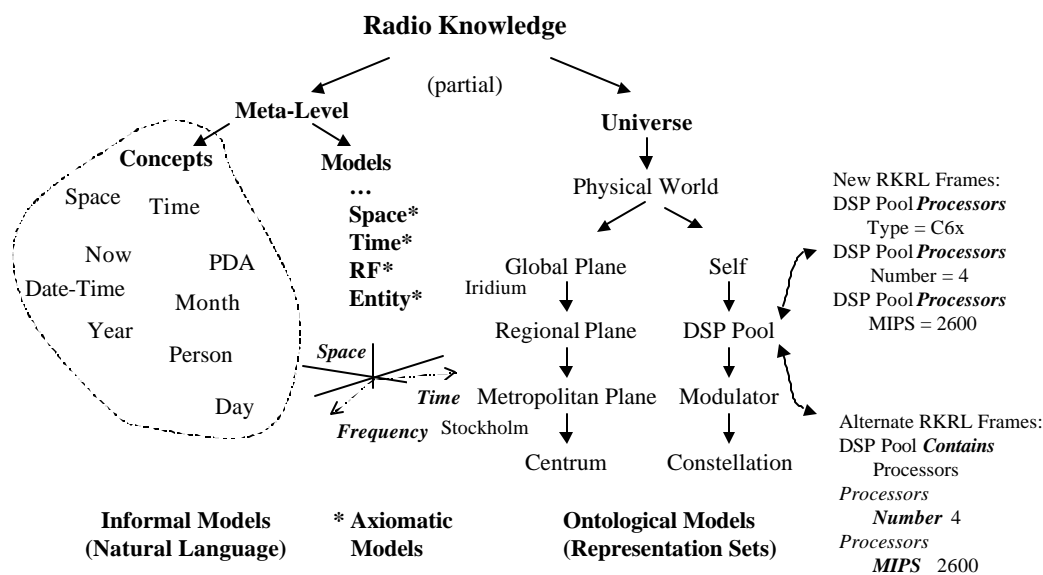 Radio Knowledge
(partial)
Meta-Level
Universe
Concepts
Models
Space
Time
Now
PDA
Date-Time
Month
Year
Person
Day
…
Space*
Time*
RF*
Entity*
Physical World
Global Plane
Iridium
Regional Plane
Metropolitan Plane
Stockholm
Centrum
Self
DSP Pool
Modulator
Constellation
Space
Time
Frequency
New RKRL Frames:
DSP Pool Processors
Type = C6x
DSP Pool Processors
Number = 4
DSP Pool Processors
MIPS = 2600
Alternate RKRL Frames:
DSP Pool Contains
Processors
Processors
Number 4
Processors
MIPS 2600
Informal Models
(Natural Language)
* Axiomatic
Models
Ontological Models
(Representation Sets)